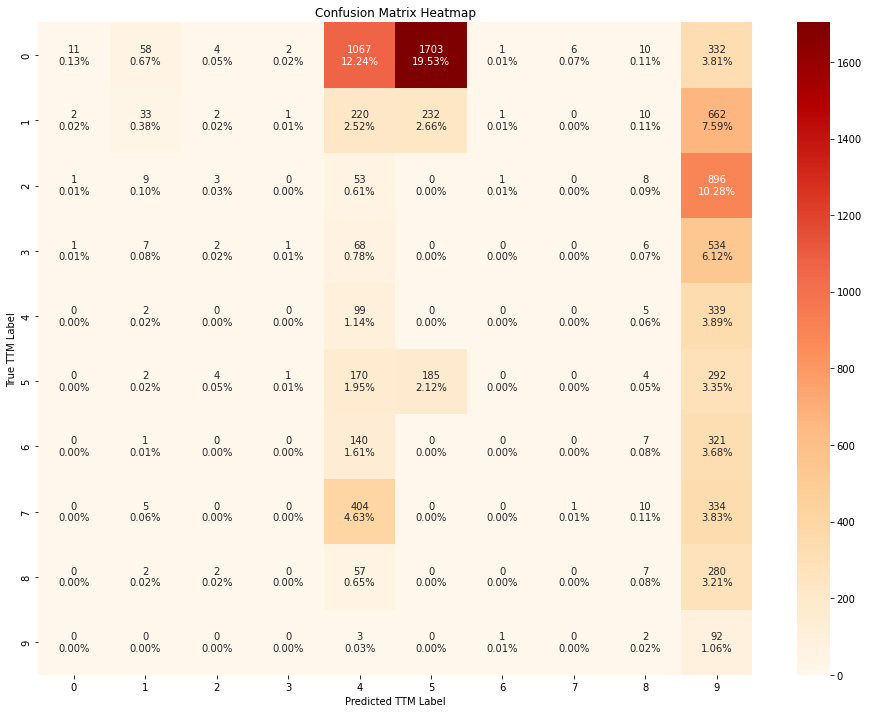 Confusion Matrix Heatmap
11 58 4 2 1067 1703 1 6 10 332
0.13% 0.67% 0.05% 0.02% 12.24% 19.53% 0.01% 0.07% 0.11% 3.81%
0
2 33 2 1 220 232 1 0 10 662
0.02% 0.38% 0.02% 0.01% 2.52% 2.66% 0.01% 0.00% 0.11% 7.59%
1
1 9 3 0 53 0 1 0 8 896
0.01% 0.10% 0.03% 0.00% 0.61% 0.00% 0.01% 0.00% 0.09% 10.28%
2
1 7 2 1 68 0 0 0 6 534
0.01% 0.08% 0.02% 0.01% 0.78% 0.00% 0.00% 0.00% 0.07% 6.12%
3
0 2 0 0 99 0 0 0 5 339
0.00% 0.02% 0.00% 0.00% 1.14% 0.00% 0.00% 0.00% 0.06% 3.89%
4
True TTM Label
0 2 4 1 170 185 0 0 4 292
0.00% 0.02% 0.05% 0.01% 1.95% 2.12% 0.00% 0.00% 0.05% 3.35%
5
0 1 0 0 140 0 0 0 7 321
0.00% 0.01% 0.00% 0.00% 1.61% 0.00% 0.00% 0.00% 0.08% 3.68%
6
0 5 0 0 404 0 0 1 10 334
0.00% 0.06% 0.00% 0.00% 4.63% 0.00% 0.00% 0.01% 0.11% 3.83%
7
0 2 2 0 57 0 0 0 7 280
0.00% 0.02% 0.02% 0.00% 0.65% 0.00% 0.00% 0.00% 0.08% 3.21%
8
0 0 0 0 3 0 1 0 2 92
0.00% 0.00% 0.00% 0.00% 0.03% 0.00% 0.01% 0.00% 0.02% 1.06%
9
0 1 2 3 4 5 6 7 8 9
Predicted TTM Label
1600
1400
1200
1000
800
600
400
200
0